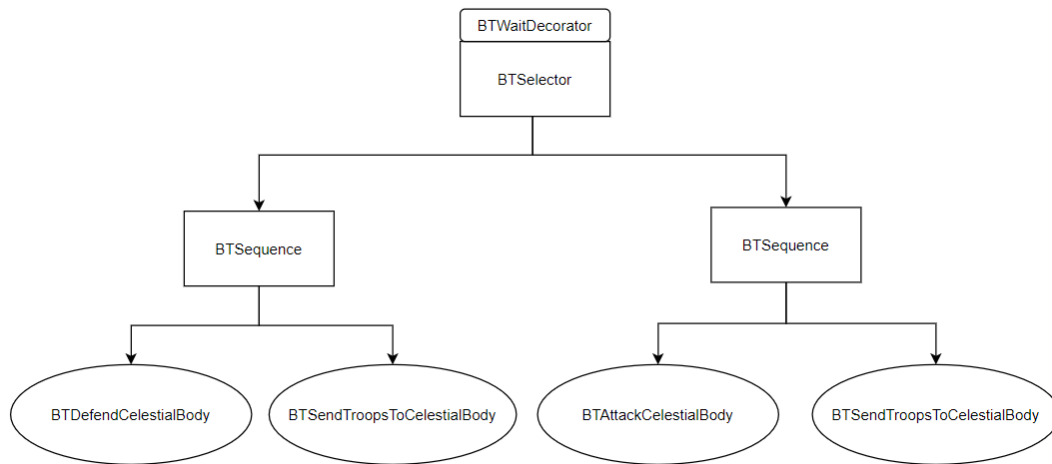 BTWaitDecorator
BTSelector
BTSequence
BTSequence
BTDefendCelestialBody
BTSendTroopsToCelestialBody
BTAttackCelestialBody
BTSendTroopsToCelestialBody